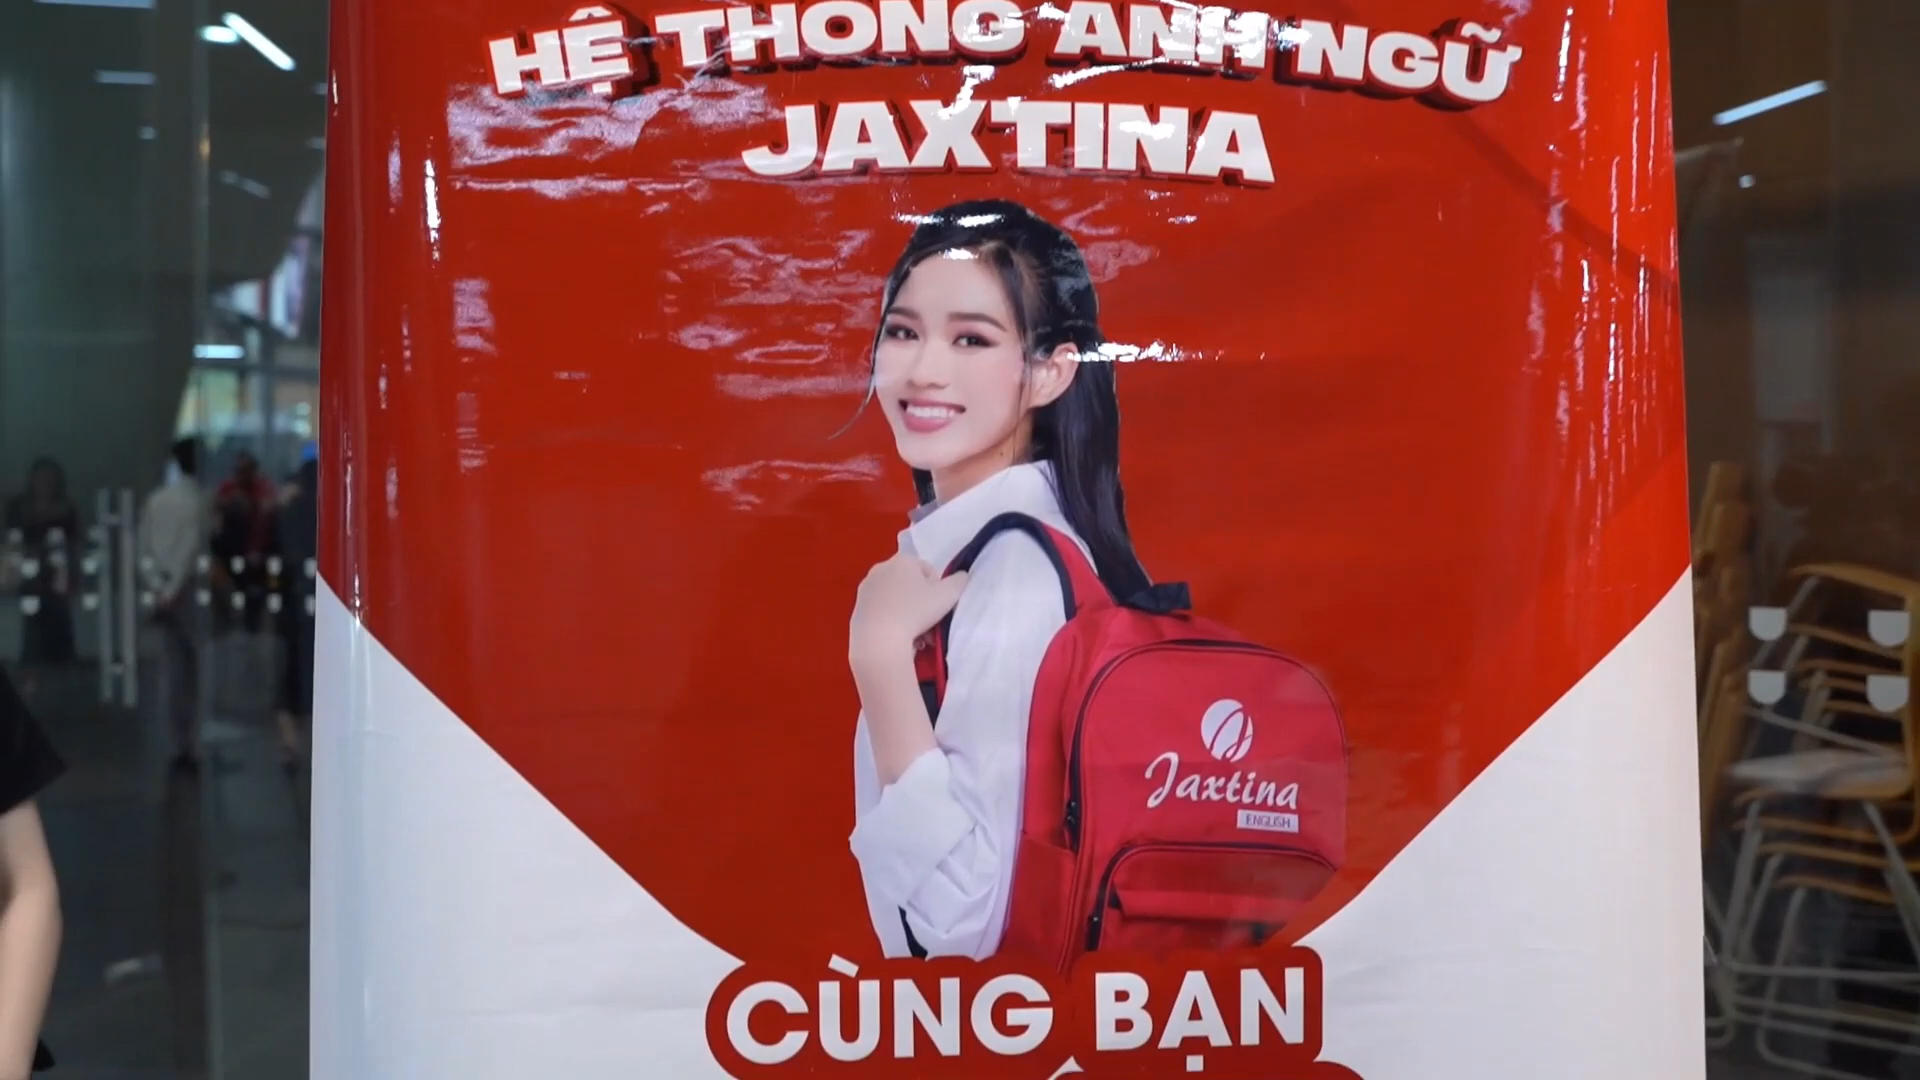 HỆ THỐNG ANH NGỮ
JAXTINA
Jaxtina
ENGLISH
CÙNG BẠN